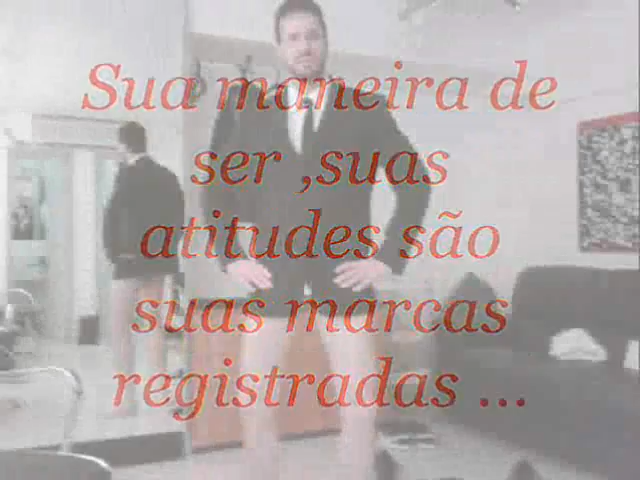 Sua maneira de
ser ,suas
atitudes são
suas marcas
registradas ...